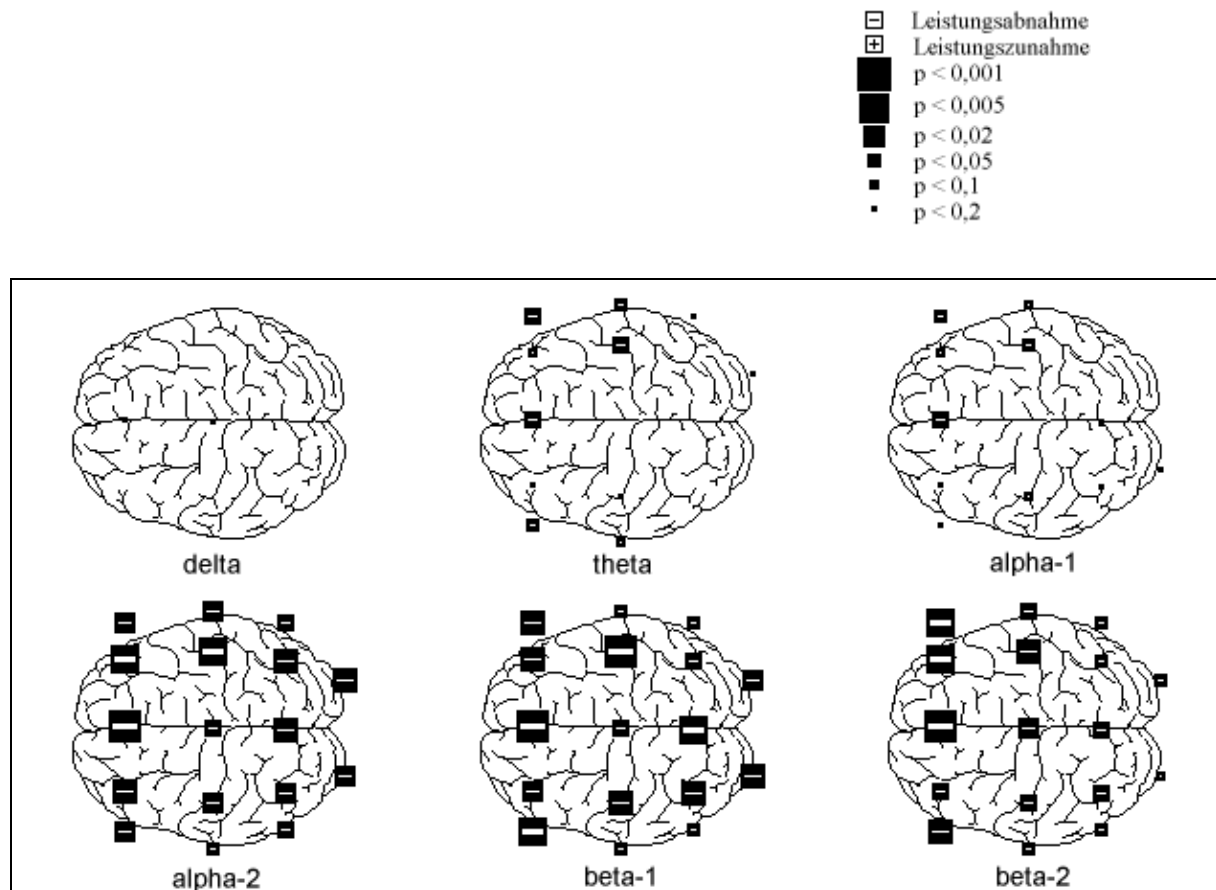 Leistungsabnahme
Leistungszunahme
p < 0,001
p < 0,005
p < 0,02
p < 0,05
p < 0,1
p < 0,2
delta theta alpha-1
alpha-2 beta-1 beta-2